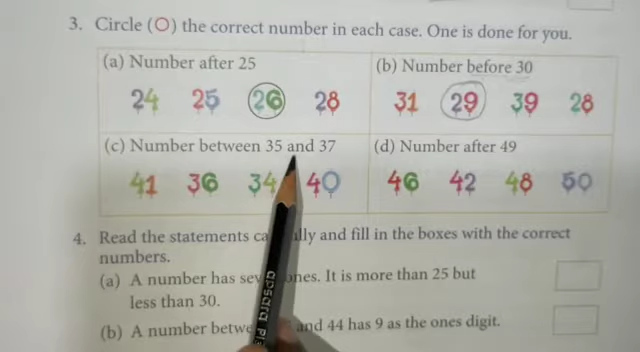 3. Circle (O) the correct number in each case. One is done for you.
(a) Number after 25
24 25 26 28
(b) Number before 30
31 29 39 28
(c) Number between 35 and 37
41 36 34 40
(d) Number after 49
46 42 48 50
4. Read the statements ca ully and fill in the boxes with the correct
numbers.
(a) A number has sev ones. It is more than 25 but
less than 30.
(b) A number betwe and 44 has 9 as the ones digit.
apsara